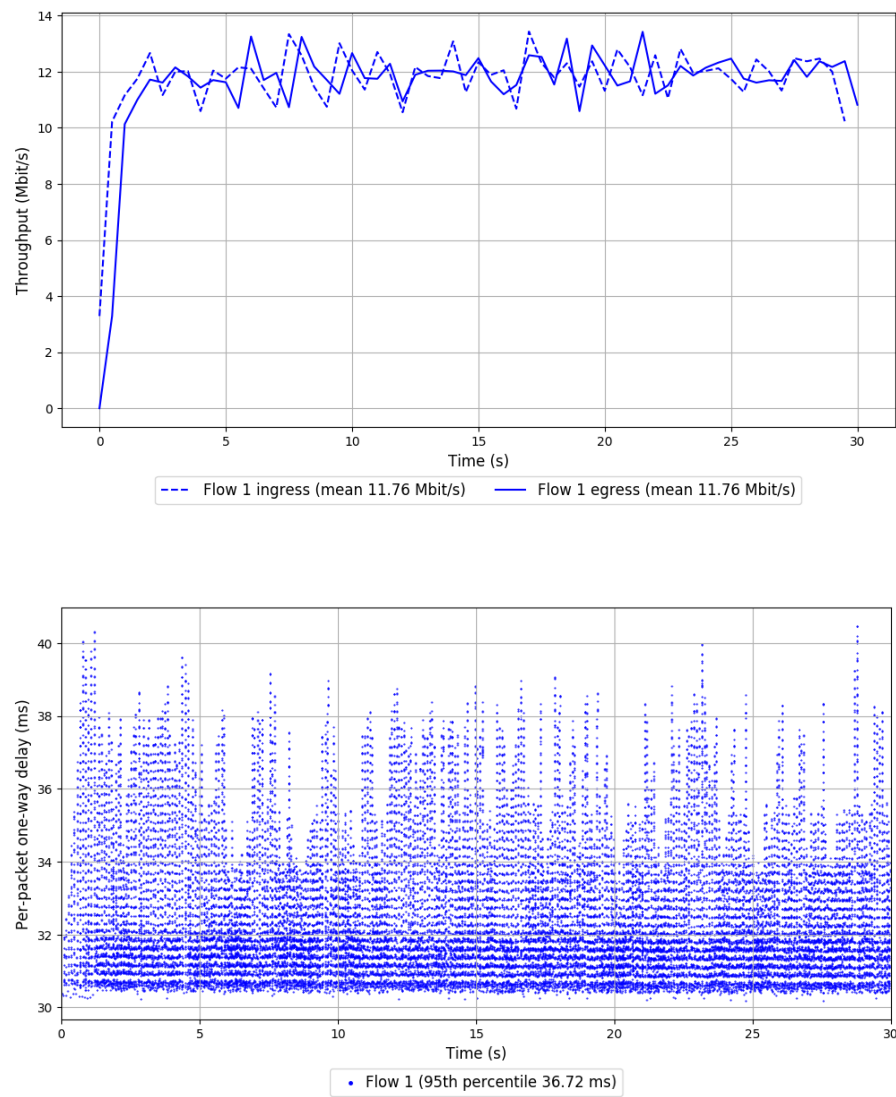 14
12
10
8
6
4
2
0
Throughput (Mbit/s)
0 5 10 15 20 25 30
Time (s)
Flow 1 ingress (mean 11.76 Mbit/s) Flow 1 egress (mean 11.76 Mbit/s)
40
38
36
34
32
30
Per-packet one-way delay (ms)
0 5 10 15 20 25 30
Time (s)
Flow 1 (95th percentile 36.72 ms)